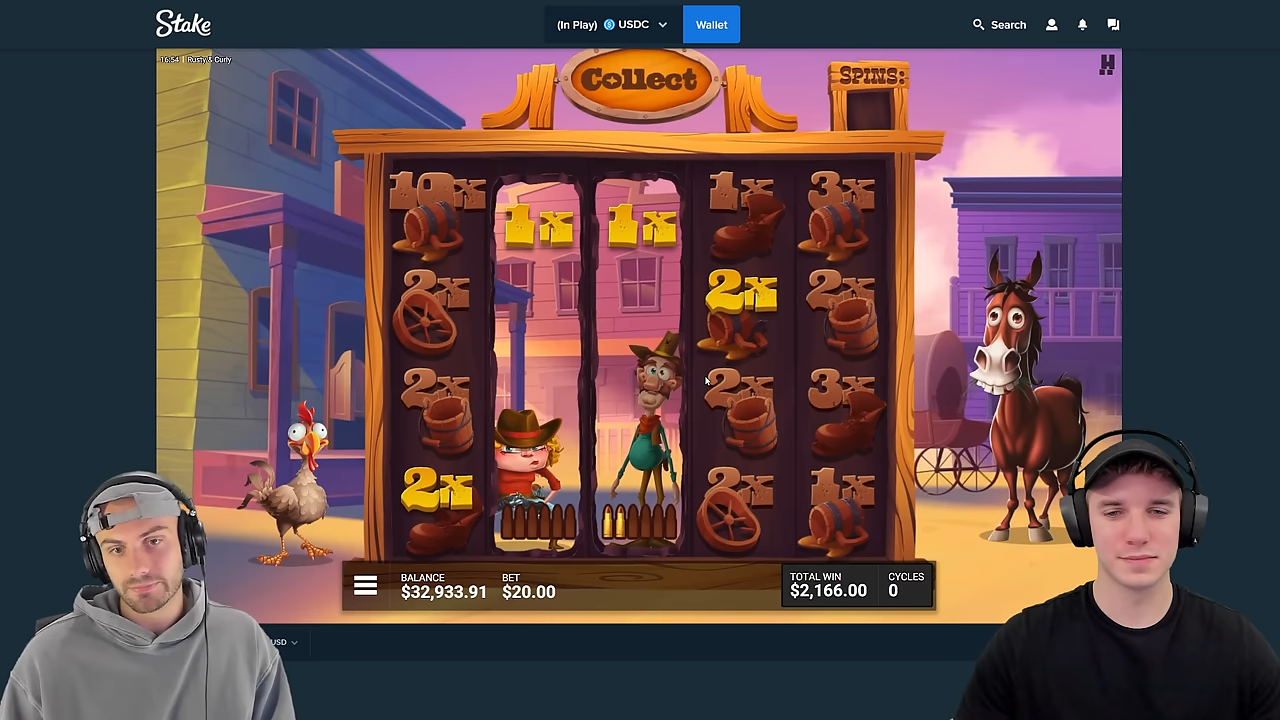 Stake
(In Play) USDC
Wallet
Search
16:54 | Rusty & Curly
Collect
SPINS:
10x 1x 1x 1x 3x
2x 2x 2x
2x 2x 3x
2x 2x 1x
BALANCE
$32,933.91
BET
$20.00
TOTAL WIN
$2,166.00
CYCLES
0
USD